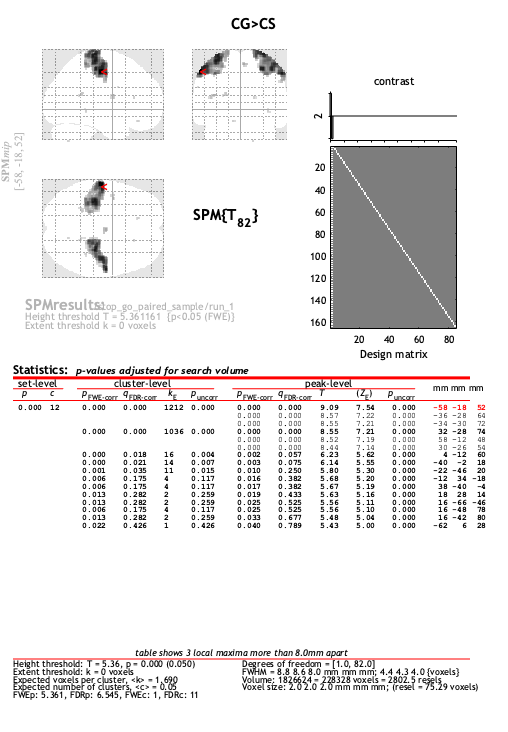 CG>CS
contrast
2
SPMmip
[-58, -18, 52]
SPM{T82}
20
40
60
80
100
120
140
160
20 40 60 80
Design matrix
SPMresults: top_go_paired_sample/run_1
Height threshold T = 5.361161 {p<0.05 (FWE)}
Extent threshold k = 0 voxels
Statistics: p-values adjusted for search volume
set-level cluster-level peak-level mm mm mm
p c pFWE-corr qFDR-corr kE puncorr pFWE-corr qFDR-corr T (ZE) puncorr
0.000 12 0.000 0.000 1212 0.000 0.000 0.000 9.09 7.54 0.000 -58 -18 52
0.000 0.000 8.57 7.22 0.000 -36 -28 64
0.000 0.000 8.55 7.21 0.000 -34 -30 72
0.000 0.000 1036 0.000 0.000 0.000 8.55 7.21 0.000 32 -28 74
0.000 0.000 8.52 7.19 0.000 58 -12 48
0.000 0.000 8.44 7.14 0.000 30 -26 54
0.000 0.018 16 0.004 0.002 0.057 6.23 5.62 0.000 4 -12 60
0.000 0.021 14 0.007 0.003 0.075 6.14 5.55 0.000 -40 -2 18
0.001 0.035 11 0.015 0.010 0.250 5.80 5.30 0.000 -22 -46 20
0.006 0.175 4 0.117 0.016 0.382 5.68 5.20 0.000 -12 34 -18
0.006 0.175 4 0.117 0.017 0.382 5.67 5.19 0.000 38 -40 -4
0.013 0.282 2 0.259 0.019 0.433 5.63 5.16 0.000 18 28 14
0.013 0.282 2 0.259 0.025 0.525 5.56 5.11 0.000 16 -66 -46
0.006 0.175 4 0.117 0.025 0.525 5.56 5.10 0.000 16 -48 78
0.013 0.282 2 0.259 0.033 0.677 5.48 5.04 0.000 16 -42 80
0.022 0.426 1 0.426 0.040 0.789 5.43 5.00 0.000 -62 6 28
table shows 3 local maxima more than 8.0mm apart
Height threshold: T = 5.36, p = 0.000 (0.050) Degrees of freedom = [1.0, 82.0]
Extent threshold: k = 0 voxels FWHM = 8.8 8.6 8.0 mm mm mm; 4.4 4.3 4.0 {voxels}
Expected voxels per cluster, <k> = 1.690 Volume: 1826624 = 228328 voxels = 2802.5 resels
Expected number of clusters, <c> = 0.05 Voxel size: 2.0 2.0 2.0 mm mm mm; (resel = 75.29 voxels)
FWEp: 5.361, FDRp: 6.545, FWEc: 1, FDRc: 11